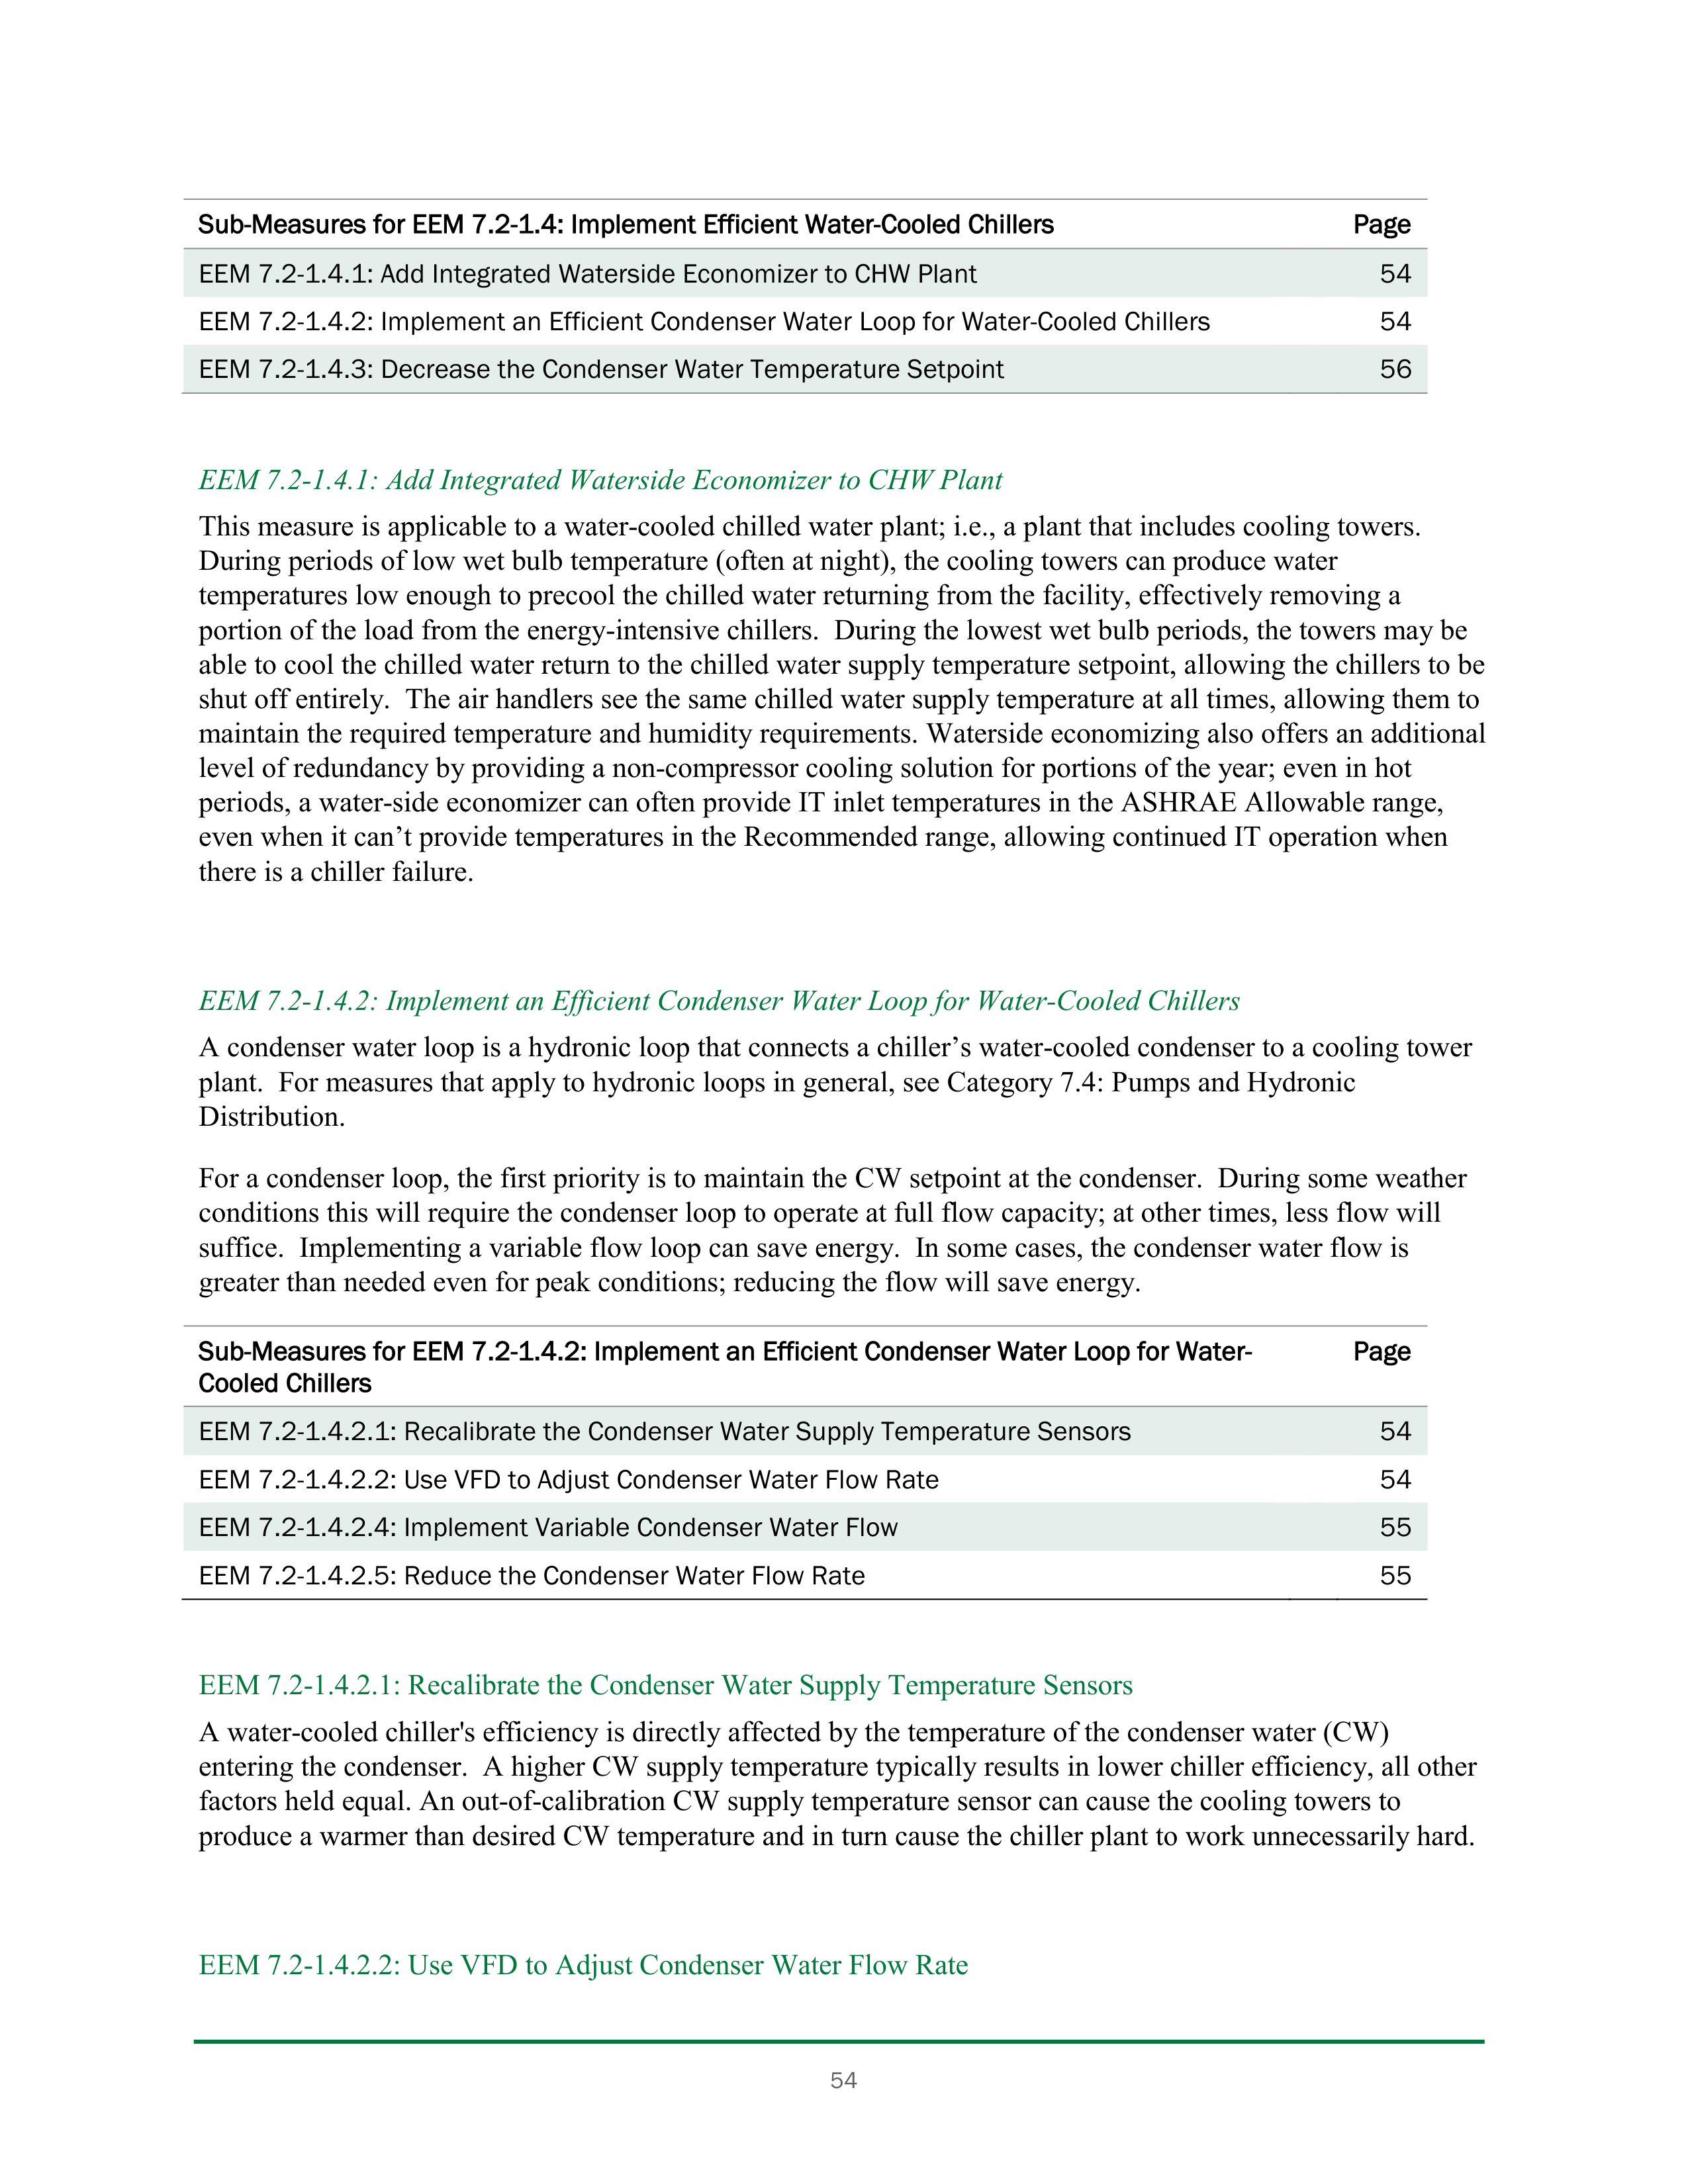 Sub-Measures for EEM 7.2-1.4: Implement Efficient Water-Cooled Chillers Page
EEM 7.2-1.4.1: Add Integrated Waterside Economizer to CHW Plant 54
EEM 7.2-1.4.2: Implement an Efficient Condenser Water Loop for Water-Cooled Chillers 54
EEM 7.2-1.4.3: Decrease the Condenser Water Temperature Setpoint 56
EEM 7.2-1.4.1: Add Integrated Waterside Economizer to CHW Plant
This measure is applicable to a water-cooled chilled water plant; i.e., a plant that includes cooling towers.
During periods of low wet bulb temperature (often at night), the cooling towers can produce water
temperatures low enough to precool the chilled water returning from the facility, effectively removing a
portion of the load from the energy-intensive chillers.  During the lowest wet bulb periods, the towers may be
able to cool the chilled water return to the chilled water supply temperature setpoint, allowing the chillers to be
shut off entirely.  The air handlers see the same chilled water supply temperature at all times, allowing them to
maintain the required temperature and humidity requirements. Waterside economizing also offers an additional
level of redundancy by providing a non-compressor cooling solution for portions of the year; even in hot
periods, a water-side economizer can often provide IT inlet temperatures in the ASHRAE Allowable range,
even when it can’t provide temperatures in the Recommended range, allowing continued IT operation when
there is a chiller failure.
EEM 7.2-1.4.2: Implement an Efficient Condenser Water Loop for Water-Cooled Chillers
A condenser water loop is a hydronic loop that connects a chiller’s water-cooled condenser to a cooling tower
plant.  For measures that apply to hydronic loops in general, see Category 7.4: Pumps and Hydronic
Distribution.
For a condenser loop, the first priority is to maintain the CW setpoint at the condenser.  During some weather
conditions this will require the condenser loop to operate at full flow capacity; at other times, less flow will
suffice.  Implementing a variable flow loop can save energy.  In some cases, the condenser water flow is
greater than needed even for peak conditions; reducing the flow will save energy.
Sub-Measures for EEM 7.2-1.4.2: Implement an Efficient Condenser Water Loop for Water- Page
Cooled Chillers
EEM 7.2-1.4.2.1: Recalibrate the Condenser Water Supply Temperature Sensors 54
EEM 7.2-1.4.2.2: Use VFD to Adjust Condenser Water Flow Rate 54
EEM 7.2-1.4.2.4: Implement Variable Condenser Water Flow 55
EEM 7.2-1.4.2.5: Reduce the Condenser Water Flow Rate 55
EEM 7.2-1.4.2.1: Recalibrate the Condenser Water Supply Temperature Sensors
A water-cooled chiller's efficiency is directly affected by the temperature of the condenser water (CW)
entering the condenser.  A higher CW supply temperature typically results in lower chiller efficiency, all other
factors held equal. An out-of-calibration CW supply temperature sensor can cause the cooling towers to
produce a warmer than desired CW temperature and in turn cause the chiller plant to work unnecessarily hard.
EEM 7.2-1.4.2.2: Use VFD to Adjust Condenser Water Flow Rate
54